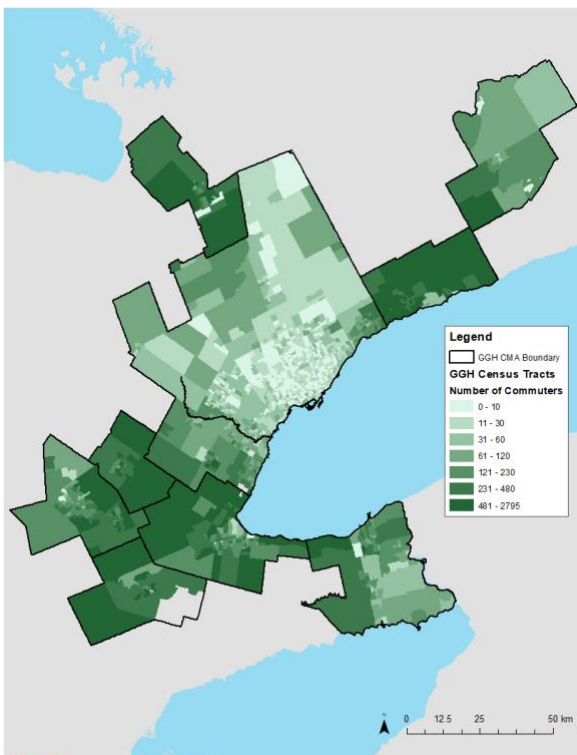 Legend
GGH CMA Boundary
GGH Census Tracts
Number of Commuters
0 - 10
11 - 30
31 - 60
61 - 120
121 - 230
231 - 480
481 - 2795
N
0 12.5 25 50 km